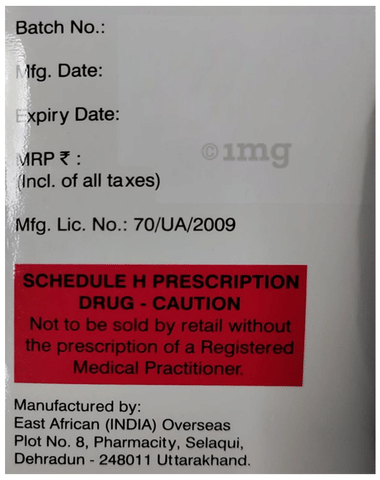 Batch No.:
Mfg. Date:
Expiry Date:
©1mg
MRP ₹ :
(Incl. of all taxes)
Mfg. Lic. No.: 70/UA/2009
SCHEDULE H PRESCRIPTION
DRUG - CAUTION
Not to be sold by retail without
the prescription of a Registered
Medical Practitioner.
Manufactured by:
East African (INDIA) Overseas
Plot No. 8, Pharmacity, Selaqui,
Dehradun - 248011 Uttarakhand.